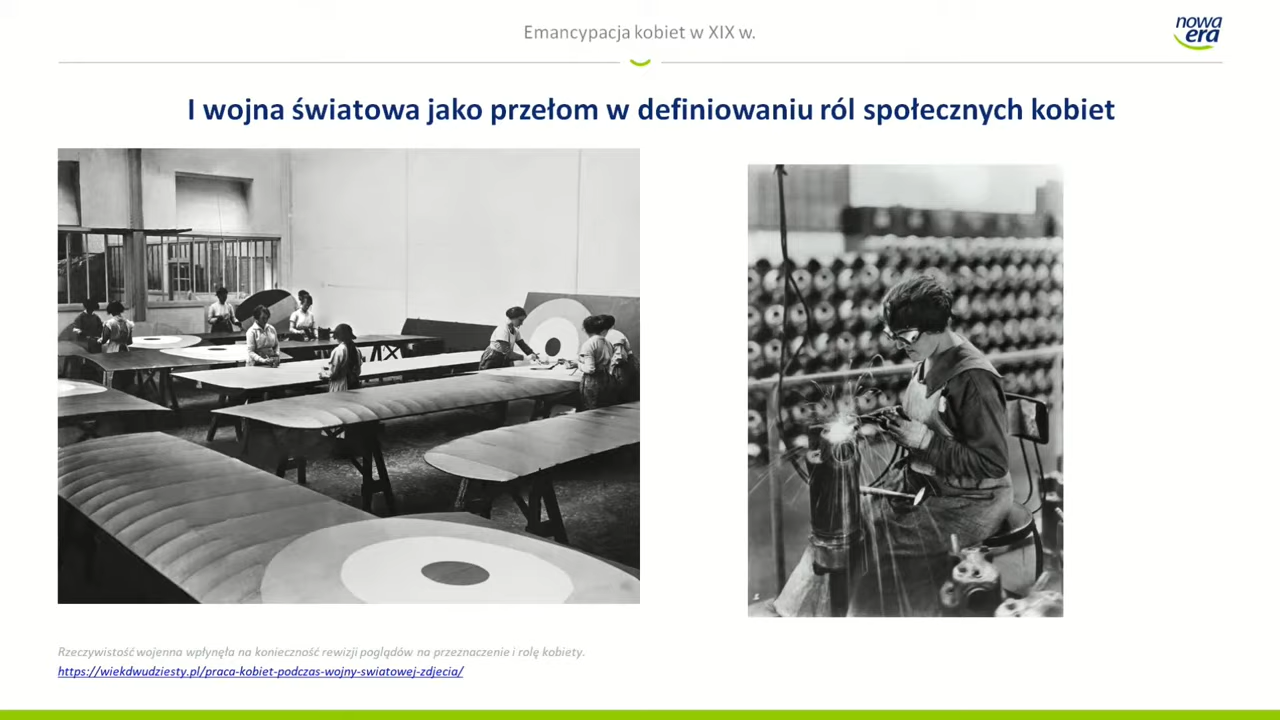 Emancypacja kobiet w XIX w.
nowa
era
I wojna światowa jako przełom w definiowaniu ról społecznych kobiet
Rzeczywistość wojenna wpłynęła na konieczność rewizji poglądów na przeznaczenie i rolę kobiety.
https://wiekdwudziesty.pl/praca-kobiet-podczas-wojny-swiatowej-zdjecia/